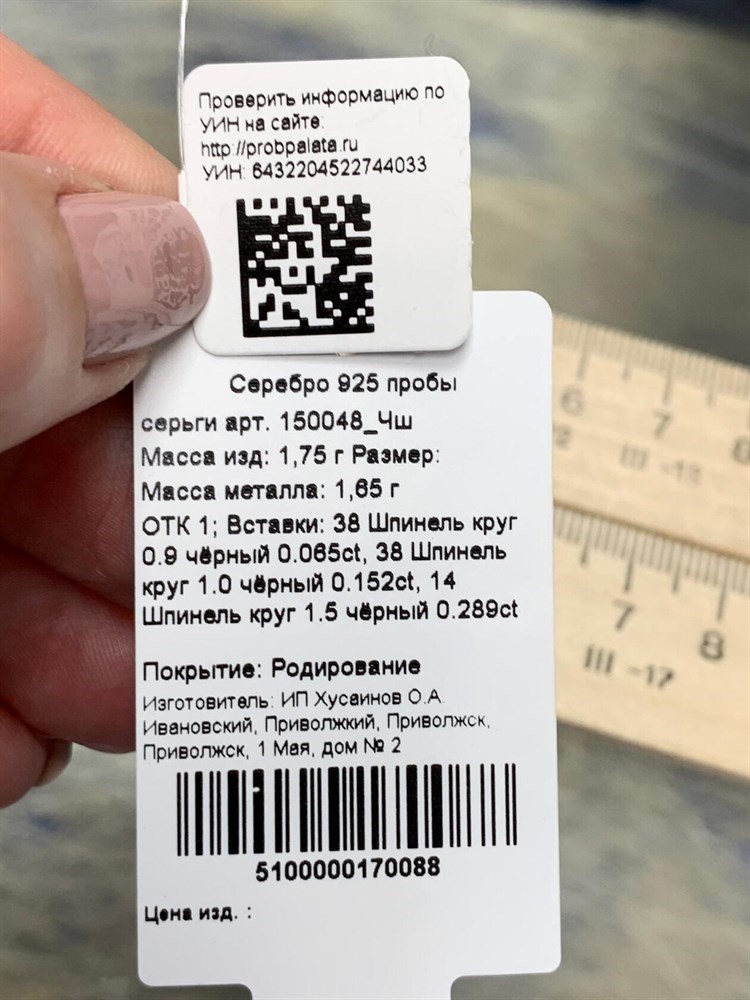 Проверить информацию по
УИН на сайте:
http://probpalata.ru
УИН: 6432204522744033
Серебро 925 пробы
серьги арт. 150048_Чш
Масса изд: 1,75 г Размер:
Масса металла: 1,65 г
ОТК 1; Вставки: 38 Шпинель круг
0.9 чёрный 0.065ct, 38 Шпинель
круг 1.0 чёрный 0.152ct, 14
Шпинель круг 1.5 чёрный 0.289ct
Покрытие: Родирование
Изготовитель: ИП Хусаинов О.А.
Ивановский, Приволжкий, Приволжск,
Приволжск, 1 Мая, дом № 2
5100000170088
Цена изд. :
6 7 8
III -18
7 8
III -17